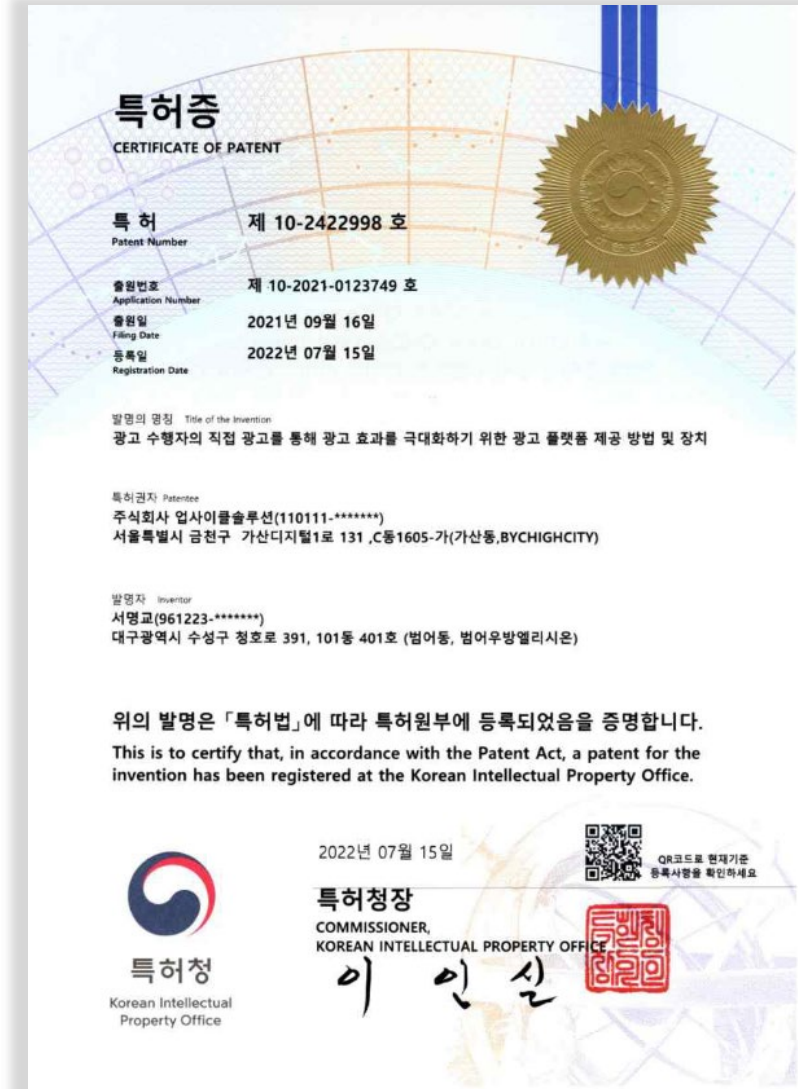 특허증
CERTIFICATE OF PATENT
특 허 제 10-2422998 호
Patent Number
출원번호 제 10-2021-0123749 호
Application Number
출원일 2021년 09월 16일
Filing Date
등록일 2022년 07월 15일
Registration Date
발명의 명칭 Title of the Invention
광고 수행자의 직접 광고를 통해 광고 효과를 극대화하기 위한 광고 플랫폼 제공 방법 및 장치
특허권자 Patentee
주식회사 업사이클솔루션(110111-*******)
서울특별시 금천구 가산디지털1로 131 ,C동1605-가(가산동,BYCHIGHCITY)
발명자 Inventor
서명교(961223-*******)
대구광역시 수성구 청호로 391, 101동 401호 (범어동, 범어우방엘리시온)
위의 발명은 「특허법」에 따라 특허원부에 등록되었음을 증명합니다.
This is to certify that, in accordance with the Patent Act, a patent for the
invention has been registered at the Korean Intellectual Property Office.
2022년 07월 15일
QR코드로 현재기준
등록사항을 확인하세요
특허청장
COMMISSIONER,
KOREAN INTELLECTUAL PROPERTY OFFICE
이 인 실
특허청
Korean Intellectual
Property Office